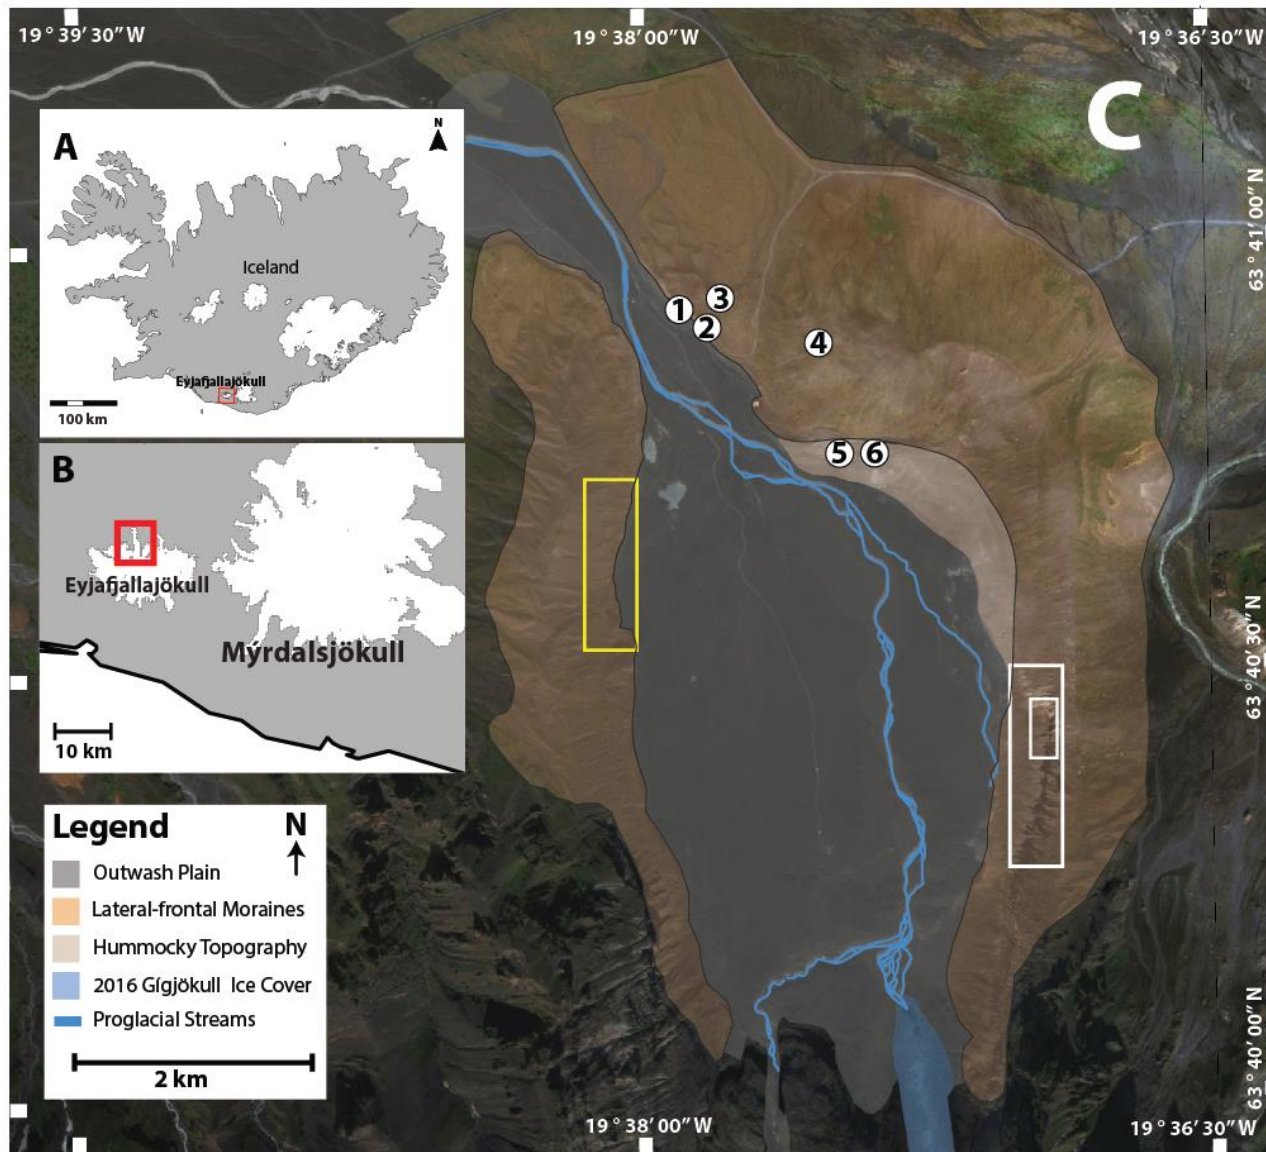 19° 39' 30" W
19° 38' 00" W
19° 36' 30" W
C
A
N
Iceland
Eyjafjallajökull
100 km
63° 41' 00" N
1
3
2
4
5 6
B
Eyjafjallajökull
Mýrdalsjökull
10 km
63° 40' 30" N
Legend
N
Outwash Plain
Lateral-frontal Moraines
Hummocky Topography
2016 Gígjökull Ice Cover
Proglacial Streams
2 km
63° 40' 00" N
19° 38' 00" W
19° 36' 30" W